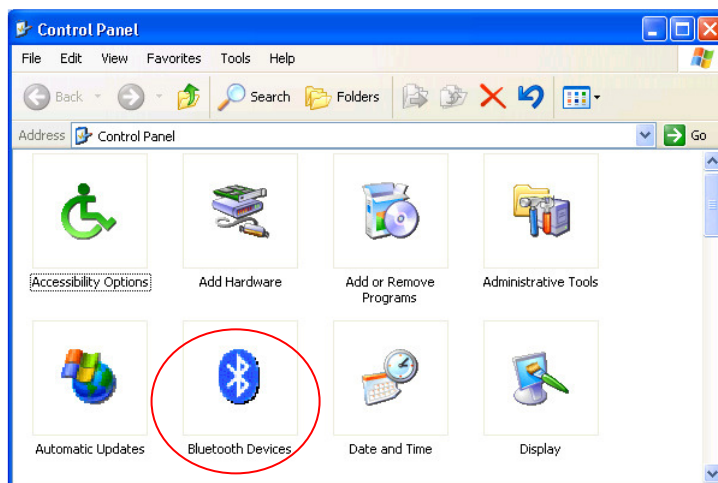 Control Panel
File Edit View Favorites Tools Help
Back Search Folders
Address Control Panel Go
Accessibility Options Add Hardware Add or Remove Programs Administrative Tools
Automatic Updates Bluetooth Devices Date and Time Display